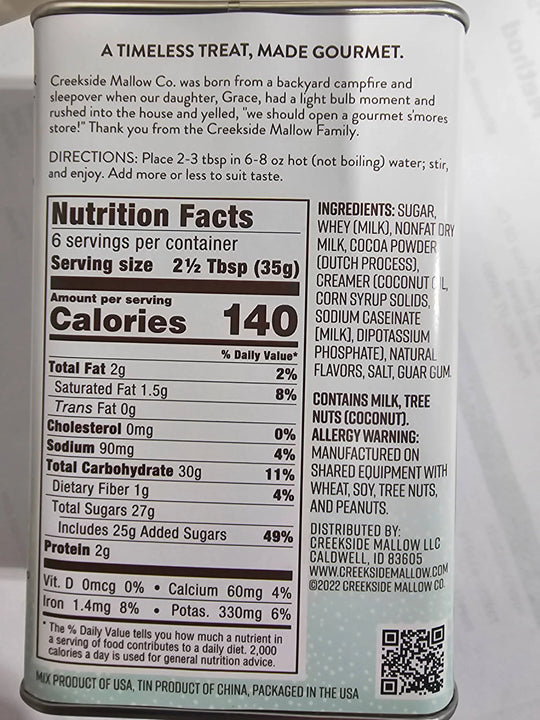 A TIMELESS TREAT, MADE GOURMET.
Creekside Mallow Co. was born from a backyard campfire and
sleepover when our daughter, Grace, had a light bulb moment and
rushed into the house and yelled, "we should open a gourmet s'mores
store!" Thank you from the Creekside Mallow Family.
DIRECTIONS: Place 2-3 tbsp in 6-8 oz hot (not boiling) water; stir,
and enjoy. Add more or less to suit taste.
Nutrition Facts
6 servings per container
Serving size 2½ Tbsp (35g)
Amount per serving
Calories 140
% Daily Value*
Total Fat 2g 2%
Saturated Fat 1.5g 8%
Trans Fat 0g
Cholesterol 0mg 0%
Sodium 90mg 4%
Total Carbohydrate 30g 11%
Dietary Fiber 1g 4%
Total Sugars 27g
Includes 25g Added Sugars 49%
Protein 2g
Vit. D 0mcg 0% • Calcium 60mg 4%
Iron 1.4mg 8% • Potas. 330mg 6%
* The % Daily Value tells you how much a nutrient in
a serving of food contributes to a daily diet. 2,000
calories a day is used for general nutrition advice.
INGREDIENTS: SUGAR,
WHEY (MILK), NONFAT DRY
MILK, COCOA POWDER
(DUTCH PROCESS),
CREAMER (COCONUT OIL,
CORN SYRUP SOLIDS,
SODIUM CASEINATE
[MILK], DIPOTASSIUM
PHOSPHATE), NATURAL
FLAVORS, SALT, GUAR GUM.
CONTAINS MILK, TREE
NUTS (COCONUT).
ALLERGY WARNING:
MANUFACTURED ON
SHARED EQUIPMENT WITH
WHEAT, SOY, TREE NUTS,
AND PEANUTS.
DISTRIBUTED BY:
CREEKSIDE MALLOW LLC
CALDWELL, ID 83605
WWW.CREEKSIDEMALLOW.COM
©2022 CREEKSIDE MALLOW CO.
MIX PRODUCT OF USA, TIN PRODUCT OF CHINA, PACKAGED IN THE USA